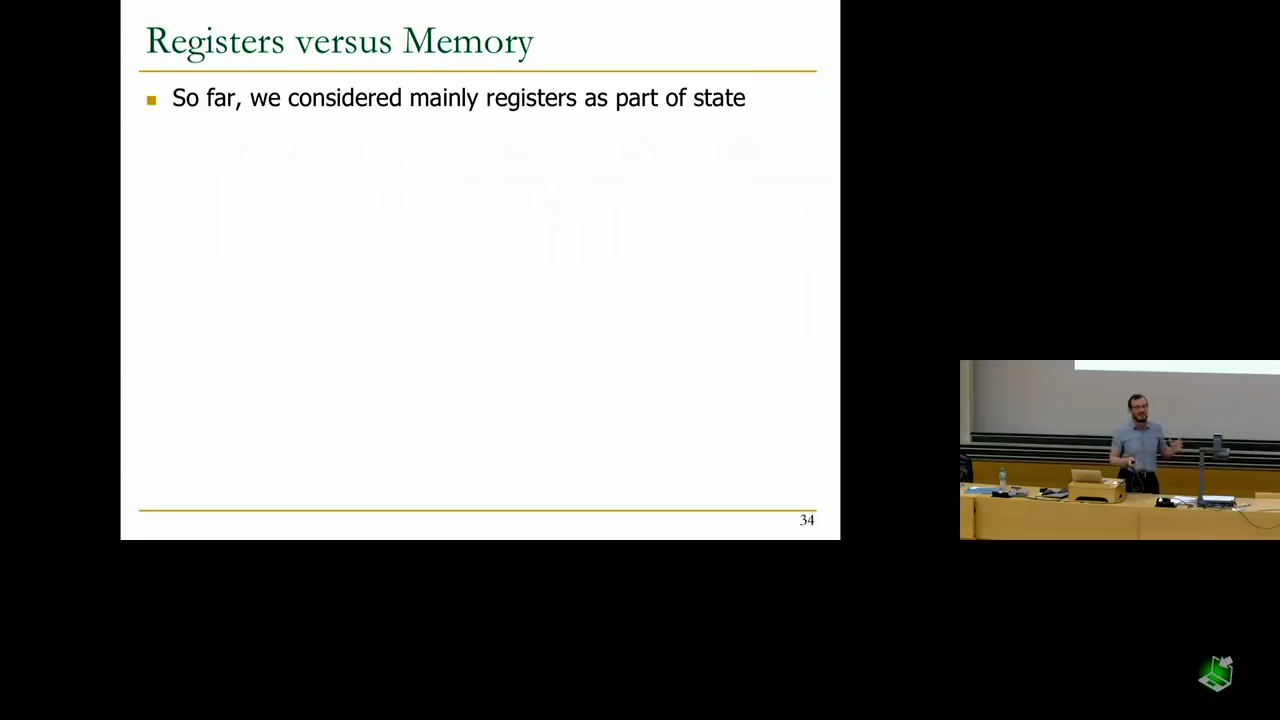 Registers versus Memory
So far, we considered mainly registers as part of state
34